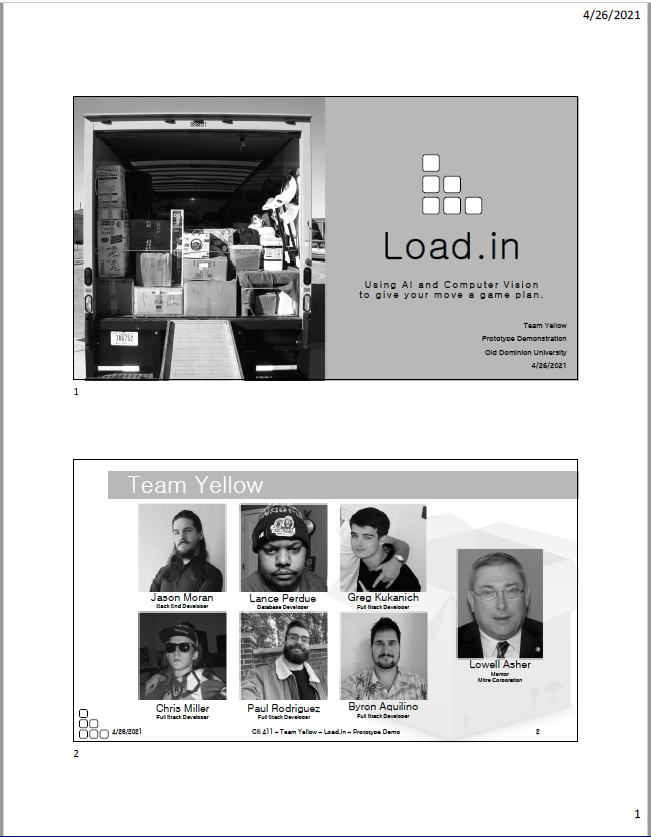 4/26/2021
Load.in
Using AI and Computer Vision
to give your move a game plan.
Team Yellow
Prototype Demonstration
Old Dominion University
4/26/2021
1
Team Yellow
Jason Moran
Back End Developer
Lance Perdue
Database Developer
Greg Kukanich
Full Stack Developer
Lowell Asher
Mentor
Mitre Corporation
Chris Miller
Full Stack Developer
Paul Rodriguez
Full Stack Developer
Byron Aquilino
Full Stack Developer
4/26/2021
CS 411 – Team Yellow – Load.In – Prototype Demo
2
2
1